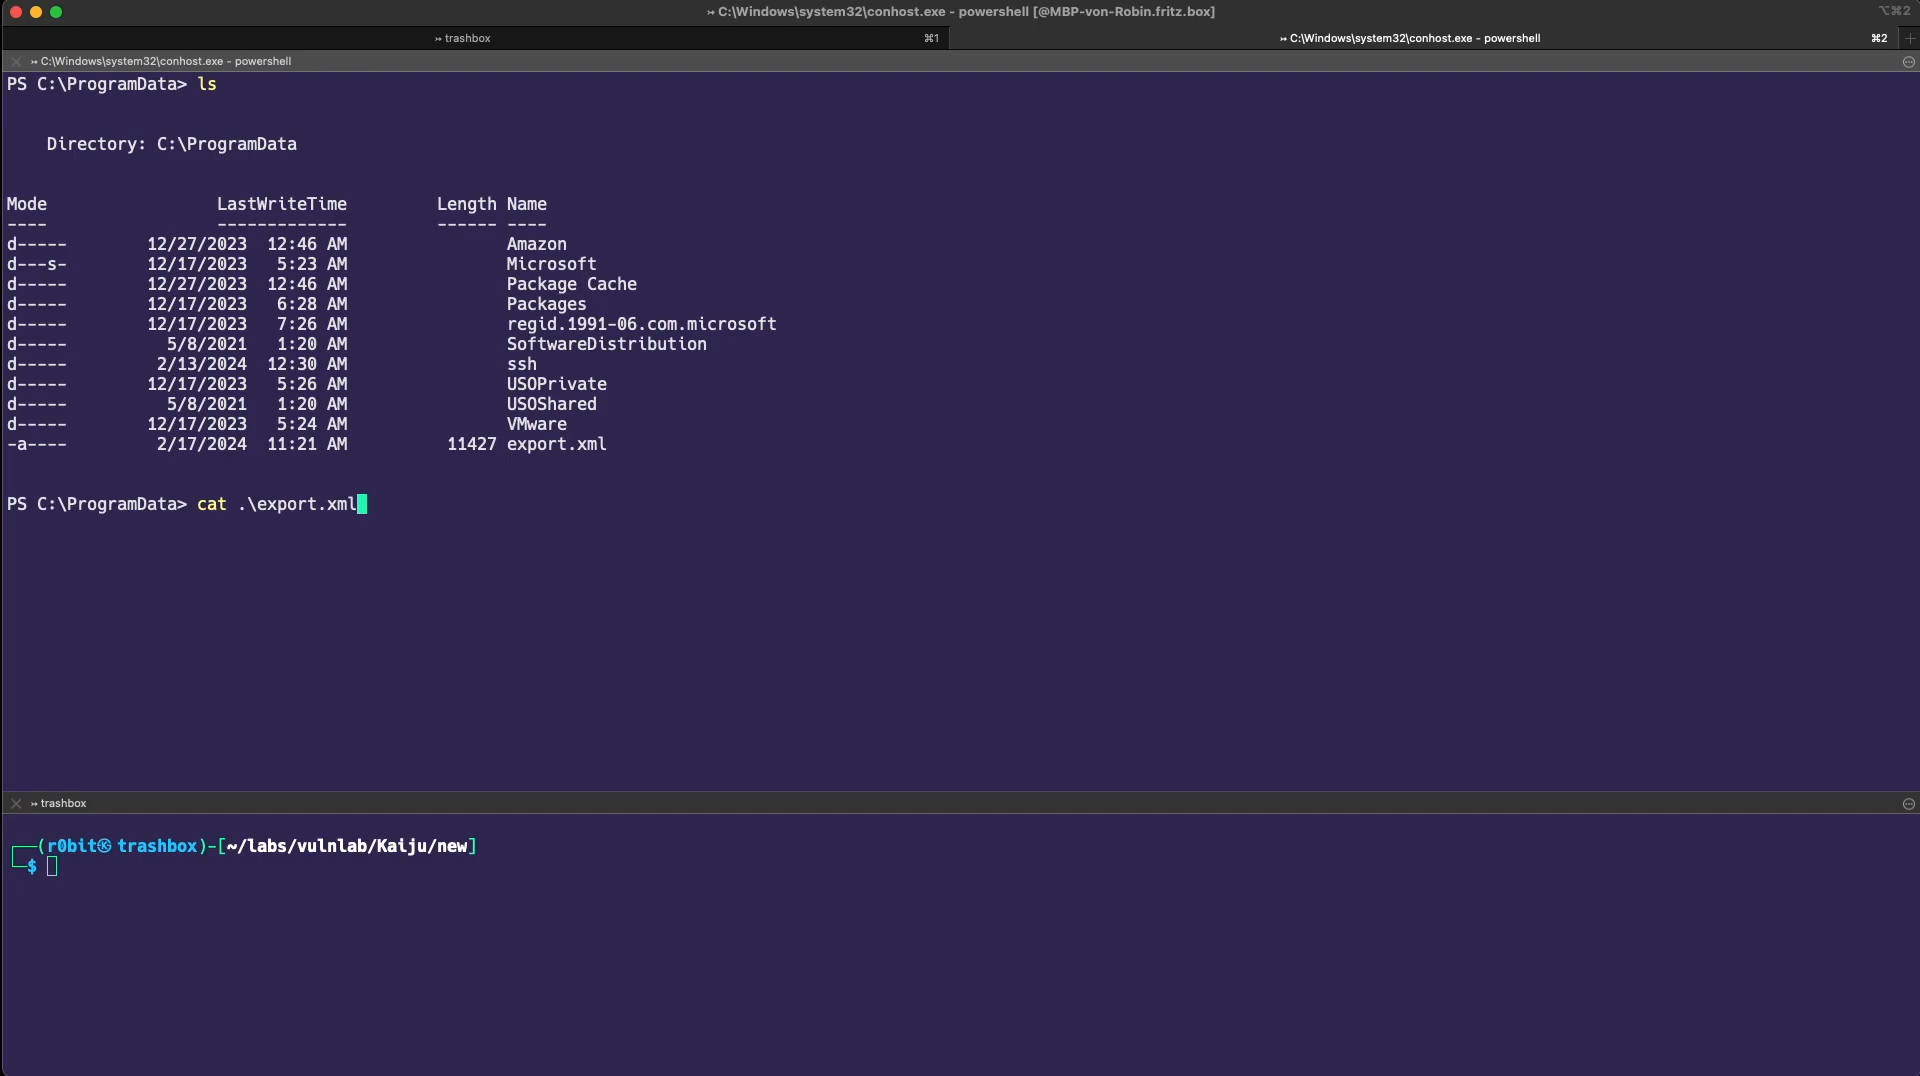 ↣ C:\Windows\system32\conhost.exe - powershell [@MBP-von-Robin.fritz.box]
⌥⌘2
↣ trashbox
⌘1
↣ C:\Windows\system32\conhost.exe - powershell
⌘2
↣ C:\Windows\system32\conhost.exe - powershell
PS C:\ProgramData> ls
    Directory: C:\ProgramData
Mode                 LastWriteTime         Length Name
----                 -------------         ------ ----
d-----        12/27/2023  12:46 AM                Amazon
d---s-        12/17/2023   5:23 AM                Microsoft
d-----        12/27/2023  12:46 AM                Package Cache
d-----        12/17/2023   6:28 AM                Packages
d-----        12/17/2023   7:26 AM                regid.1991-06.com.microsoft
d-----          5/8/2021   1:20 AM                SoftwareDistribution
d-----         2/13/2024  12:30 AM                ssh
d-----        12/17/2023   5:26 AM                USOPrivate
d-----          5/8/2021   1:20 AM                USOShared
d-----        12/17/2023   5:24 AM                VMware
-a----         2/17/2024  11:21 AM          11427 export.xml
PS C:\ProgramData> cat .\export.xml
↣ trashbox
┌──(r0bit㉿trashbox)-[~/labs/vulnlab/Kaiju/new]
└─$